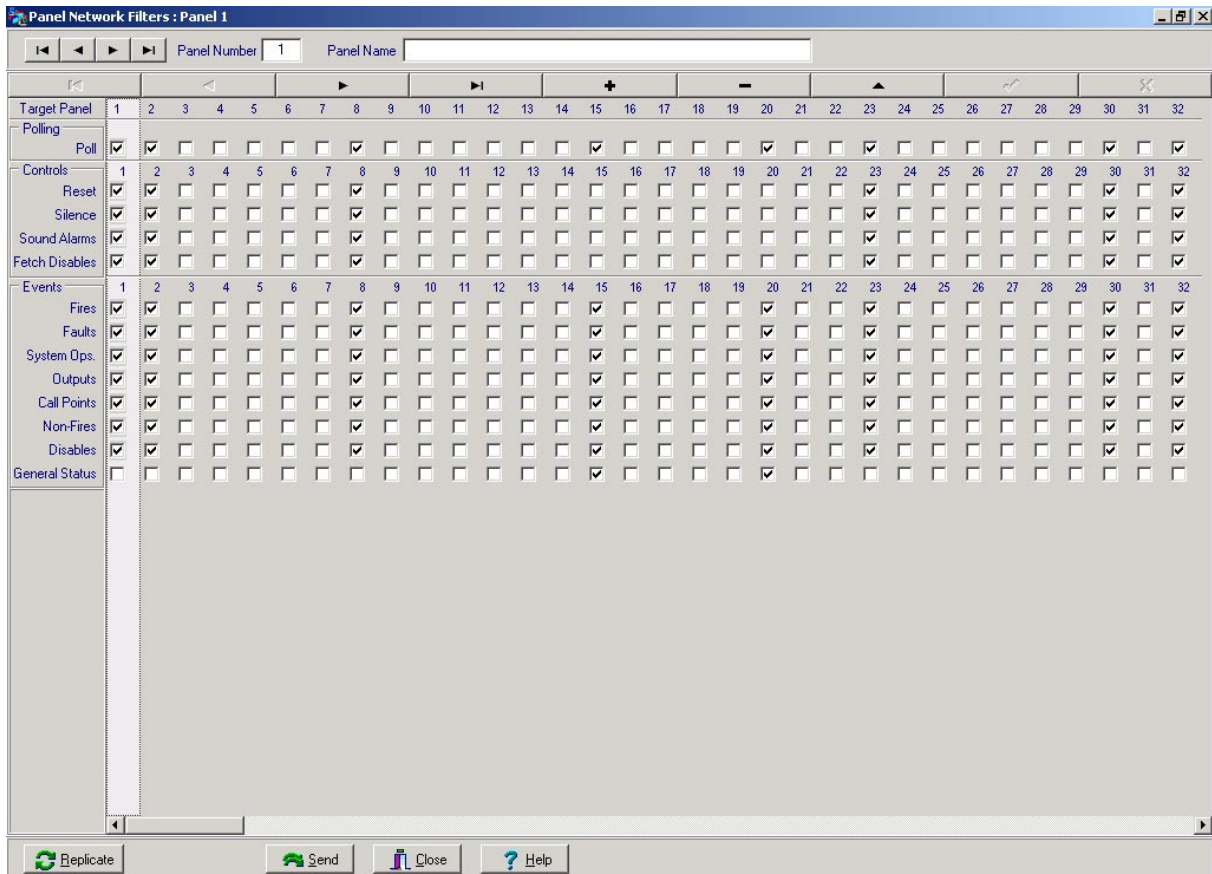 Panel Network Filters : Panel 1
Panel Number 1 Panel Name
Target Panel 1 2 3 4 5 6 7 8 9 10 11 12 13 14 15 16 17 18 19 20 21 22 23 24 25 26 27 28 29 30 31 32
Polling
Poll
Controls 1 2 3 4 5 6 7 8 9 10 11 12 13 14 15 16 17 18 19 20 21 22 23 24 25 26 27 28 29 30 31 32
Reset
Silence
Sound Alarms
Fetch Disables
Events 1 2 3 4 5 6 7 8 9 10 11 12 13 14 15 16 17 18 19 20 21 22 23 24 25 26 27 28 29 30 31 32
Fires
Faults
System Ops.
Outputs
Call Points
Non-Fires
Disables
General Status
Replicate Send Close ? Help